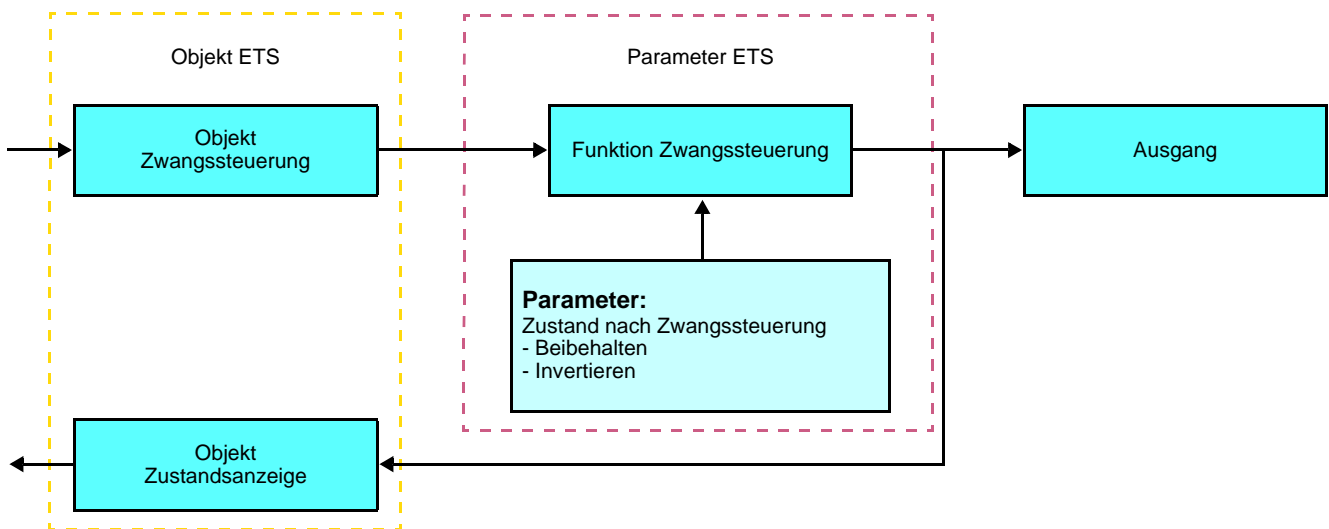 Objekt ETS
Parameter ETS
Objekt
Zwangssteuerung
Funktion Zwangssteuerung
Ausgang
Parameter:
Zustand nach Zwangssteuerung
- Beibehalten
- Invertieren
Objekt
Zustandsanzeige